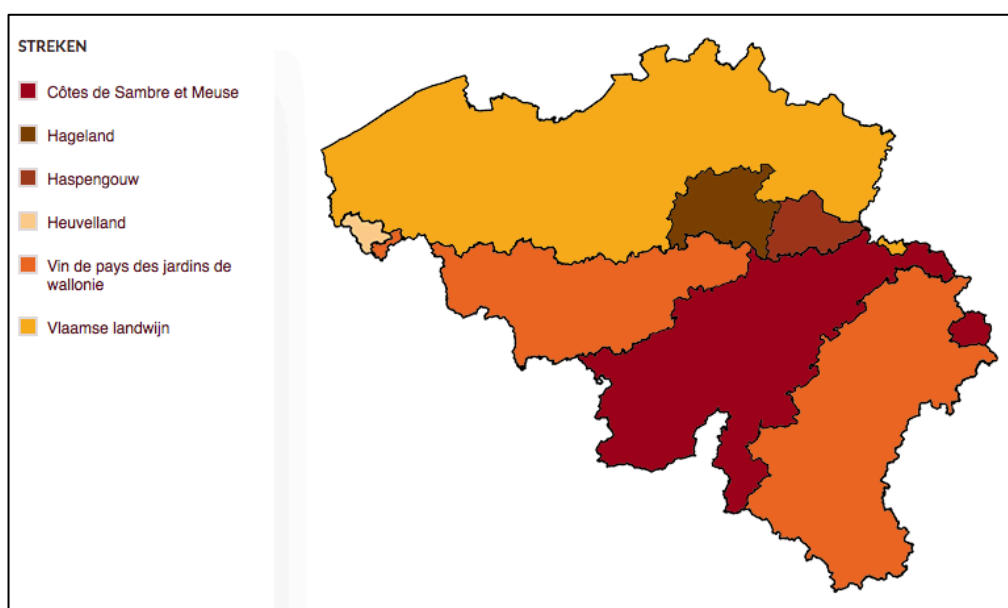 STREKEN
Côtes de Sambre et Meuse
Hageland
Haspengouw
Heuvelland
Vin de pays des jardins de
wallonie
Vlaamse landwijn